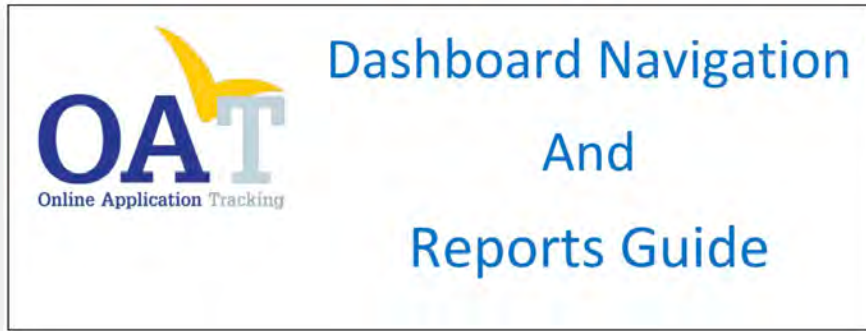 OAT
Online Application Tracking
Dashboard Navigation
And
Reports Guide